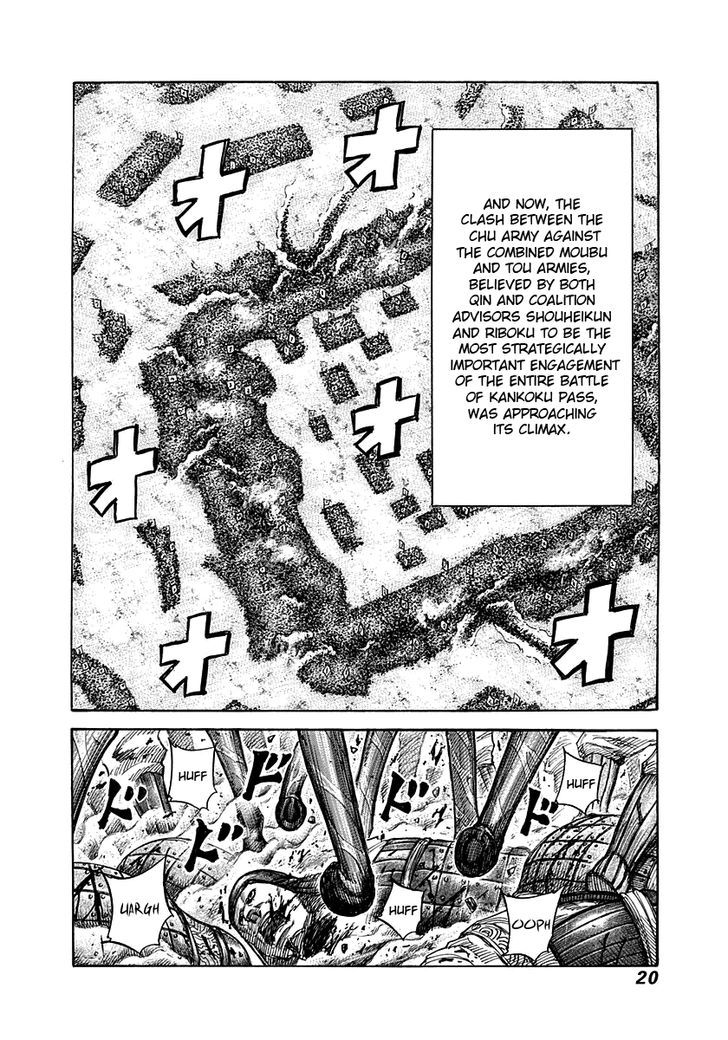 オ
オ
AND NOW, THE
CLASH BETWEEN THE
CHU ARMY AGAINST
THE COMBINED MOUBU
AND TOU ARMIES,
BELIEVED BY BOTH
QIN AND COALITION
ADVISORS SHOUHEIKUN
AND RIBOKU TO BE THE
MOST STRATEGICALLY
IMPORTANT ENGAGEMENT
OF THE ENTIRE BATTLE
OF KANKOKU PASS,
WAS APPROACHING
ITS CLIMAX.
オ
オ
オ
オ
HUFF
ド
ド
ド
ド
ド
HUFF
UARGH
HUFF
OOPH
20